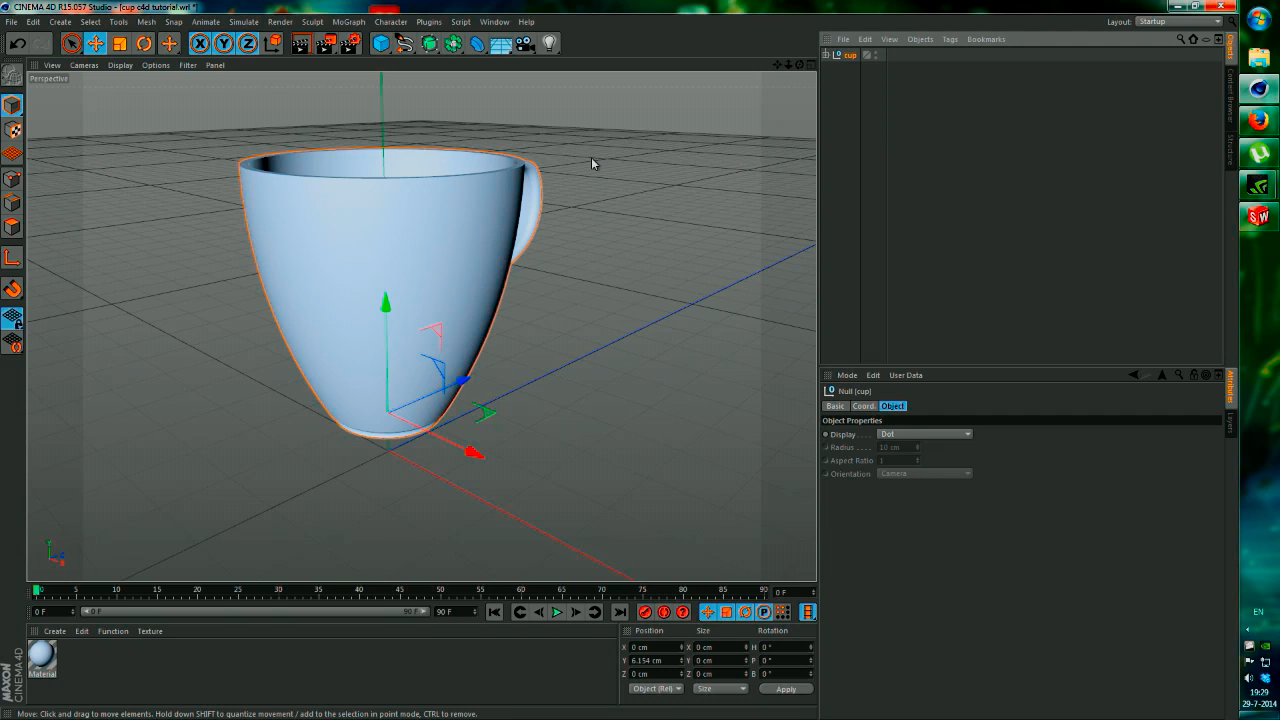 CINEMA 4D R15.057 Studio - [cup c4d tutorial.wrl *]
File Edit Create Select Tools Mesh Snap Animate Simulate Render Sculpt MoGraph Character Plugins Script Window Help
Layout: Startup
View Cameras Display Options Filter Panel
Perspective
File Edit View Objects Tags Bookmarks
cup
Objects
Content Browser
Structure
Mode Edit User Data
Null [cup]
Basic Coord. Object
Object Properties
Display . . . . Dot
Radius . . . . 10 cm
Aspect Ratio 1
Orientation Camera
Attributes
Layers
0 5 10 15 20 25 30 35 40 45 50 55 60 65 70 75 80 85 90 0 F
0 F 0 F 90 F 90 F
Create Edit Function Texture
Material
Position Size Rotation
X 0 cm X 0 cm H 0 °
Y 6.154 cm Y 0 cm P 0 °
Z 0 cm Z 0 cm B 0 °
Object (Rel) Size Apply
MAXON
CINEMA 4D
Move: Click and drag to move elements. Hold down SHIFT to quantize movement / add to the selection in point mode, CTRL to remove.
EN
19:29
29-7-2014